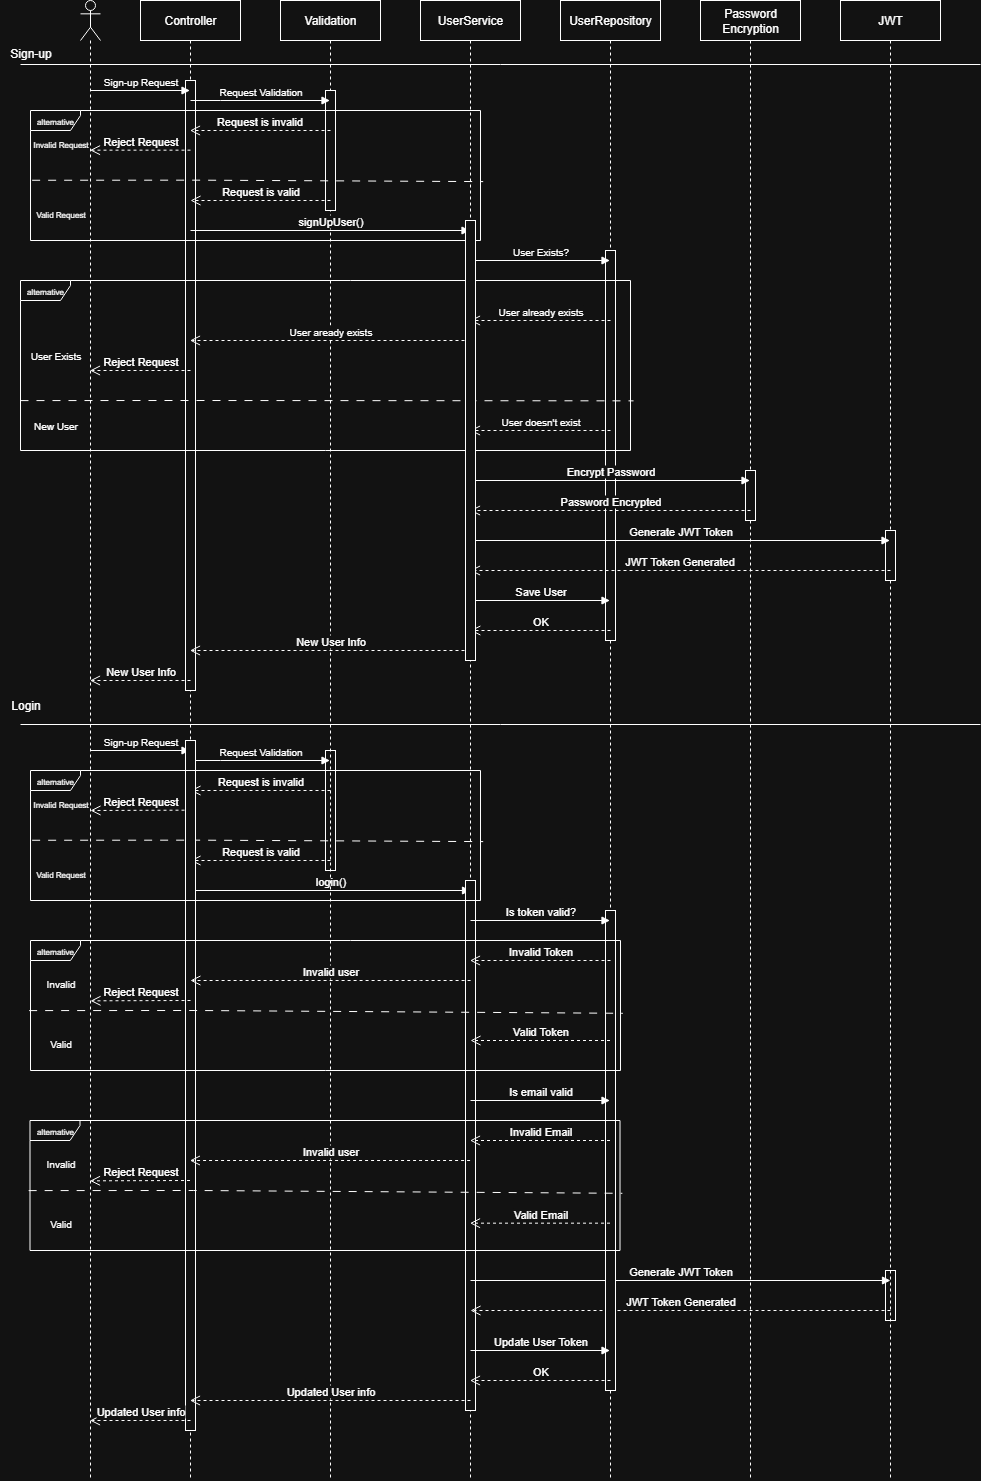 Controller
Validation
UserService
UserRepository
Password
Encryption
JWT
Sign-up
Sign-up Request
Request Validation
alternative
Request is invalid
Invalid Request
Reject Request
Request is valid
Valid Request
signUpUser()
User Exists?
alternative
User already exists
User aready exists
User Exists
Reject Request
New User
User doesn't exist
Encrypt Password
Password Encrypted
Generate JWT Token
JWT Token Generated
Save User
OK
New User Info
New User Info
Login
Sign-up Request
Request Validation
alternative
Request is invalid
Invalid Request
Reject Request
Request is valid
Valid Request
login()
Is token valid?
alternative
Invalid Token
Invalid user
Invalid
Reject Request
Valid Token
Valid
Is email valid
alternative
Invalid Email
Invalid user
Invalid
Reject Request
Valid Email
Valid
Generate JWT Token
JWT Token Generated
Update User Token
OK
Updated User info
Updated User info